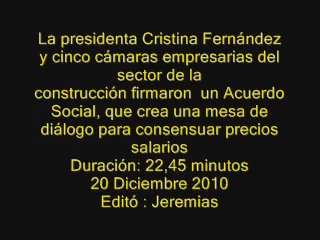 La presidenta Cristina Fernández
y cinco cámaras empresarias del
sector de la
construcción firmaron  un Acuerdo
Social, que crea una mesa de
diálogo para consensuar precios
salarios
Duración: 22,45 minutos
20 Diciembre 2010
Editó : Jeremias